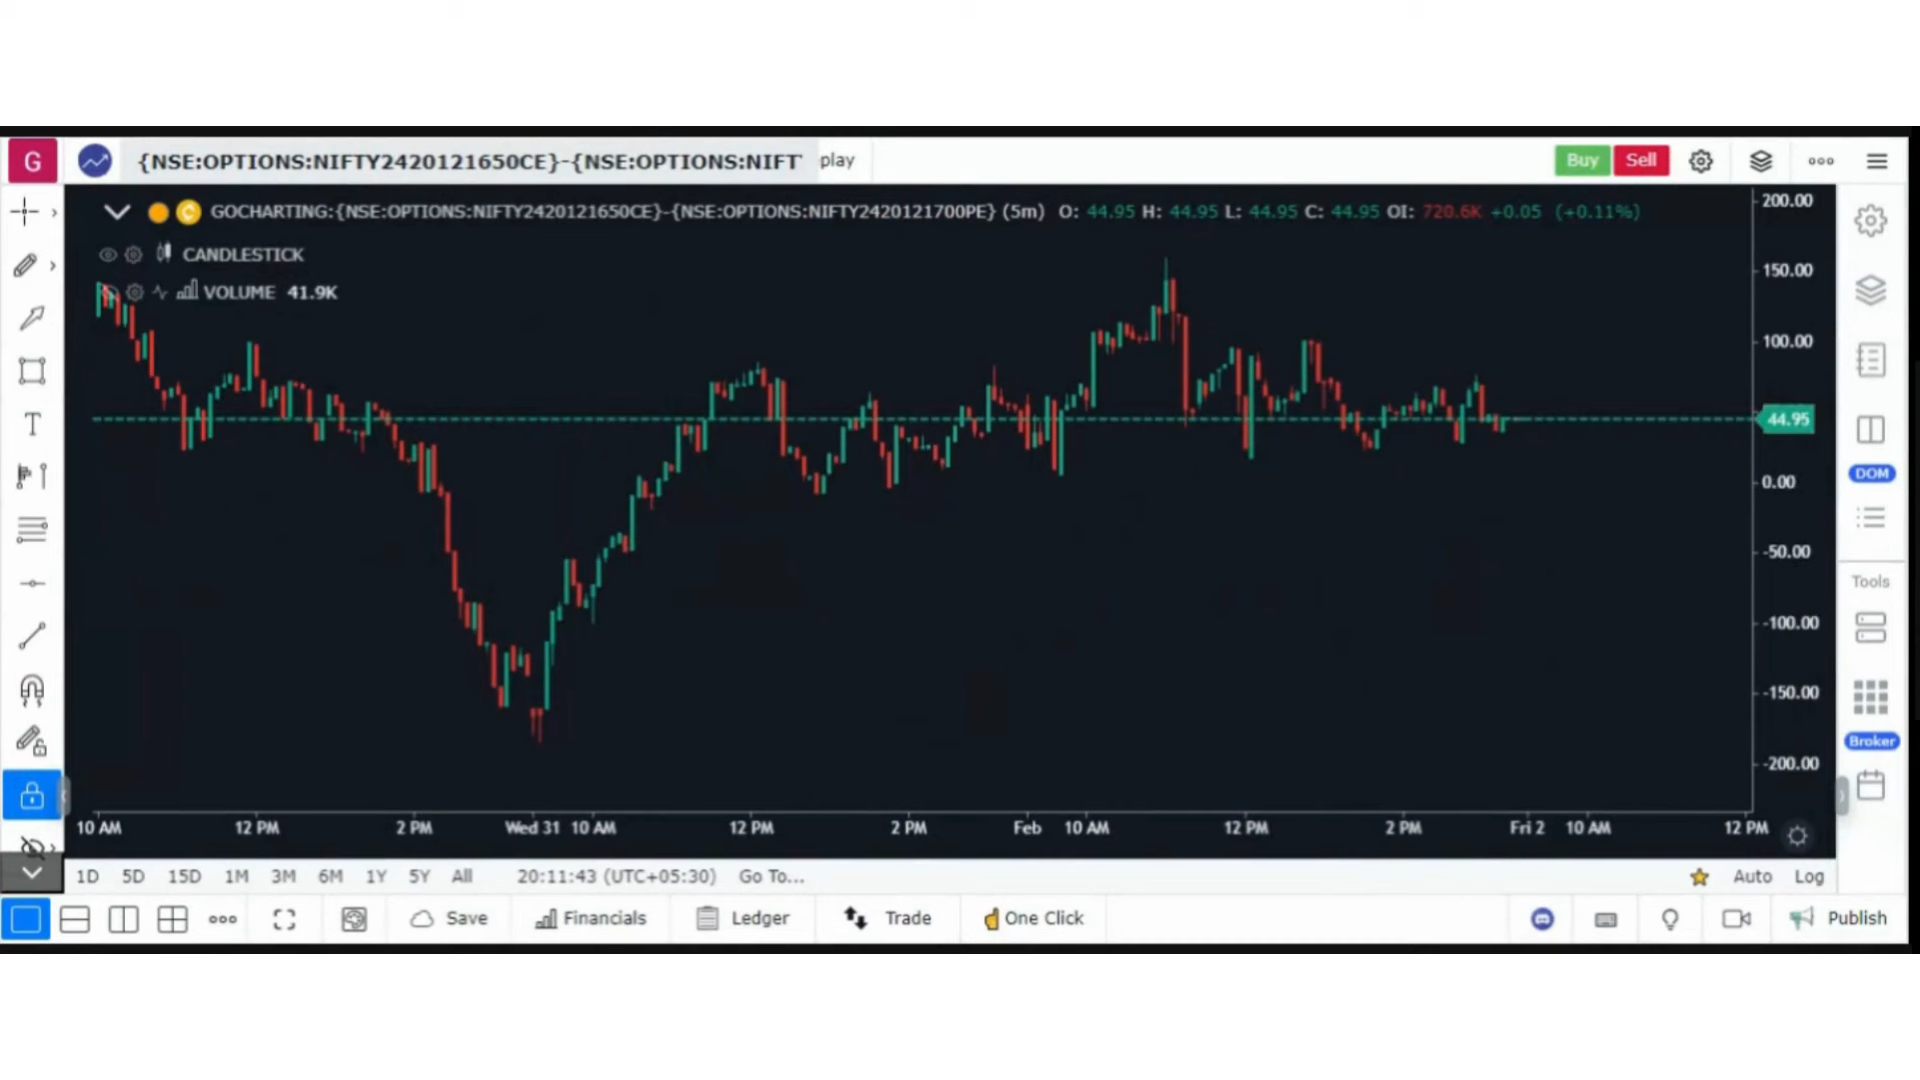 G {NSE:OPTIONS:NIFTY2420121650CE}-{NSE:OPTIONS:NIFT play Buy Sell
GOCHARTING:{NSE:OPTIONS:NIFTY2420121650CE}-{NSE:OPTIONS:NIFTY2420121700PE} (5m) O: 44.95 H: 44.95 L: 44.95 C: 44.95 OI: 720.6K +0.05 (+0.11%)
CANDLESTICK
VOLUME 41.9K
200.00
150.00
100.00
44.95
0.00
-50.00
-100.00
-150.00
-200.00
DOM
Tools
Broker
T
10 AM 12 PM 2 PM Wed 31 10 AM 12 PM 2 PM Feb 10 AM 12 PM 2 PM Fri 2 10 AM 12 PM
1D 5D 15D 1M 3M 6M 1Y 5Y All 20:11:43 (UTC+05:30) Go To... Auto Log
Save Financials Ledger Trade One Click Publish